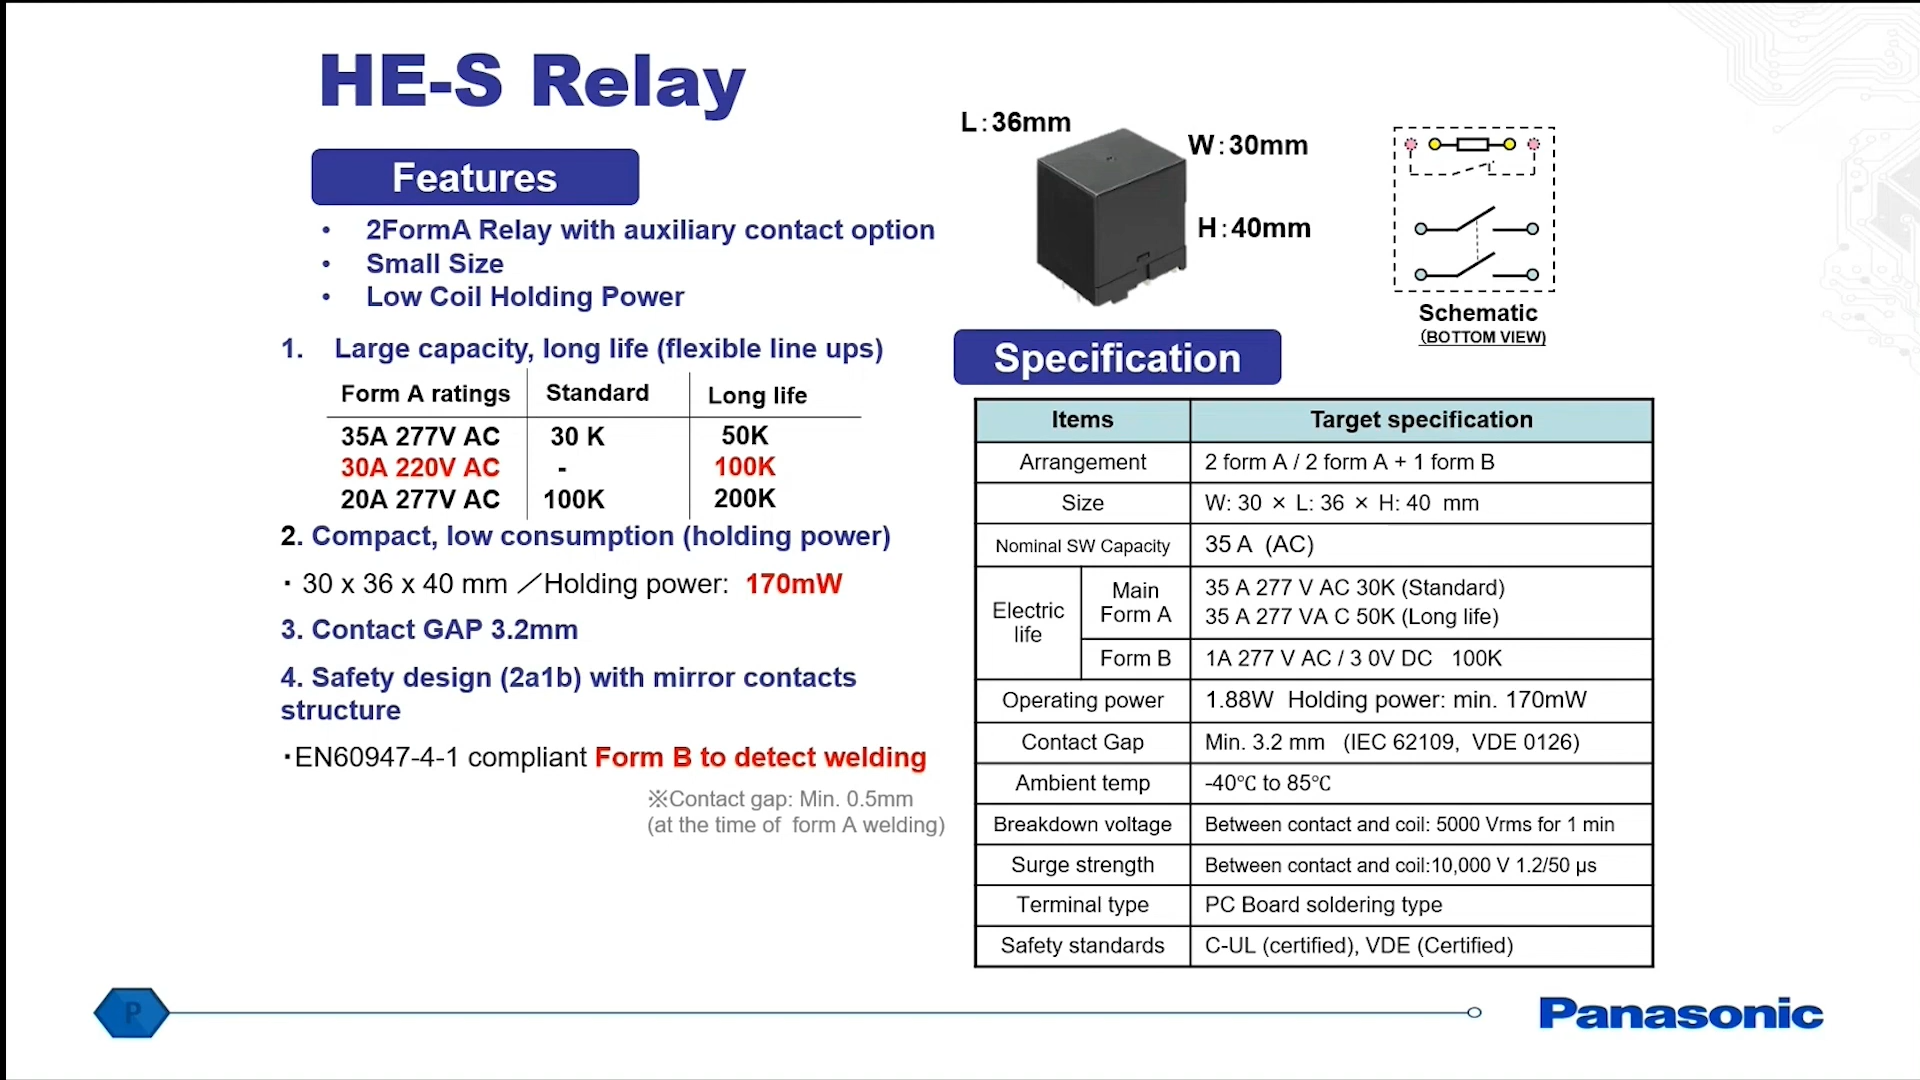 HE-S Relay
Features
• 2FormA Relay with auxiliary contact option
• Small Size
• Low Coil Holding Power
1. Large capacity, long life (flexible line ups)
Form A ratings Standard Long life
35A 277V AC 30 K 50K
30A 220V AC - 100K
20A 277V AC 100K 200K
2. Compact, low consumption (holding power)
・30 x 36 x 40 mm ／Holding power: 170mW
3. Contact GAP 3.2mm
4. Safety design (2a1b) with mirror contacts
structure
・EN60947-4-1 compliant Form B to detect welding
※Contact gap: Min. 0.5mm
(at the time of form A welding)
L:36mm
W:30mm
H:40mm
Schematic
(BOTTOM VIEW)
Specification
Items Target specification
Arrangement 2 form A / 2 form A + 1 form B
Size W: 30 × L: 36 × H: 40 mm
Nominal SW Capacity 35 A (AC)
Electric life Main Form A 35 A 277 V AC 30K (Standard)
35 A 277 VA C 50K (Long life)
Form B 1A 277 V AC / 3 0V DC 100K
Operating power 1.88W Holding power: min. 170mW
Contact Gap Min. 3.2 mm (IEC 62109, VDE 0126)
Ambient temp -40℃ to 85℃
Breakdown voltage Between contact and coil: 5000 Vrms for 1 min
Surge strength Between contact and coil:10,000 V 1.2/50 µs
Terminal type PC Board soldering type
Safety standards C-UL (certified), VDE (Certified)
P
Panasonic